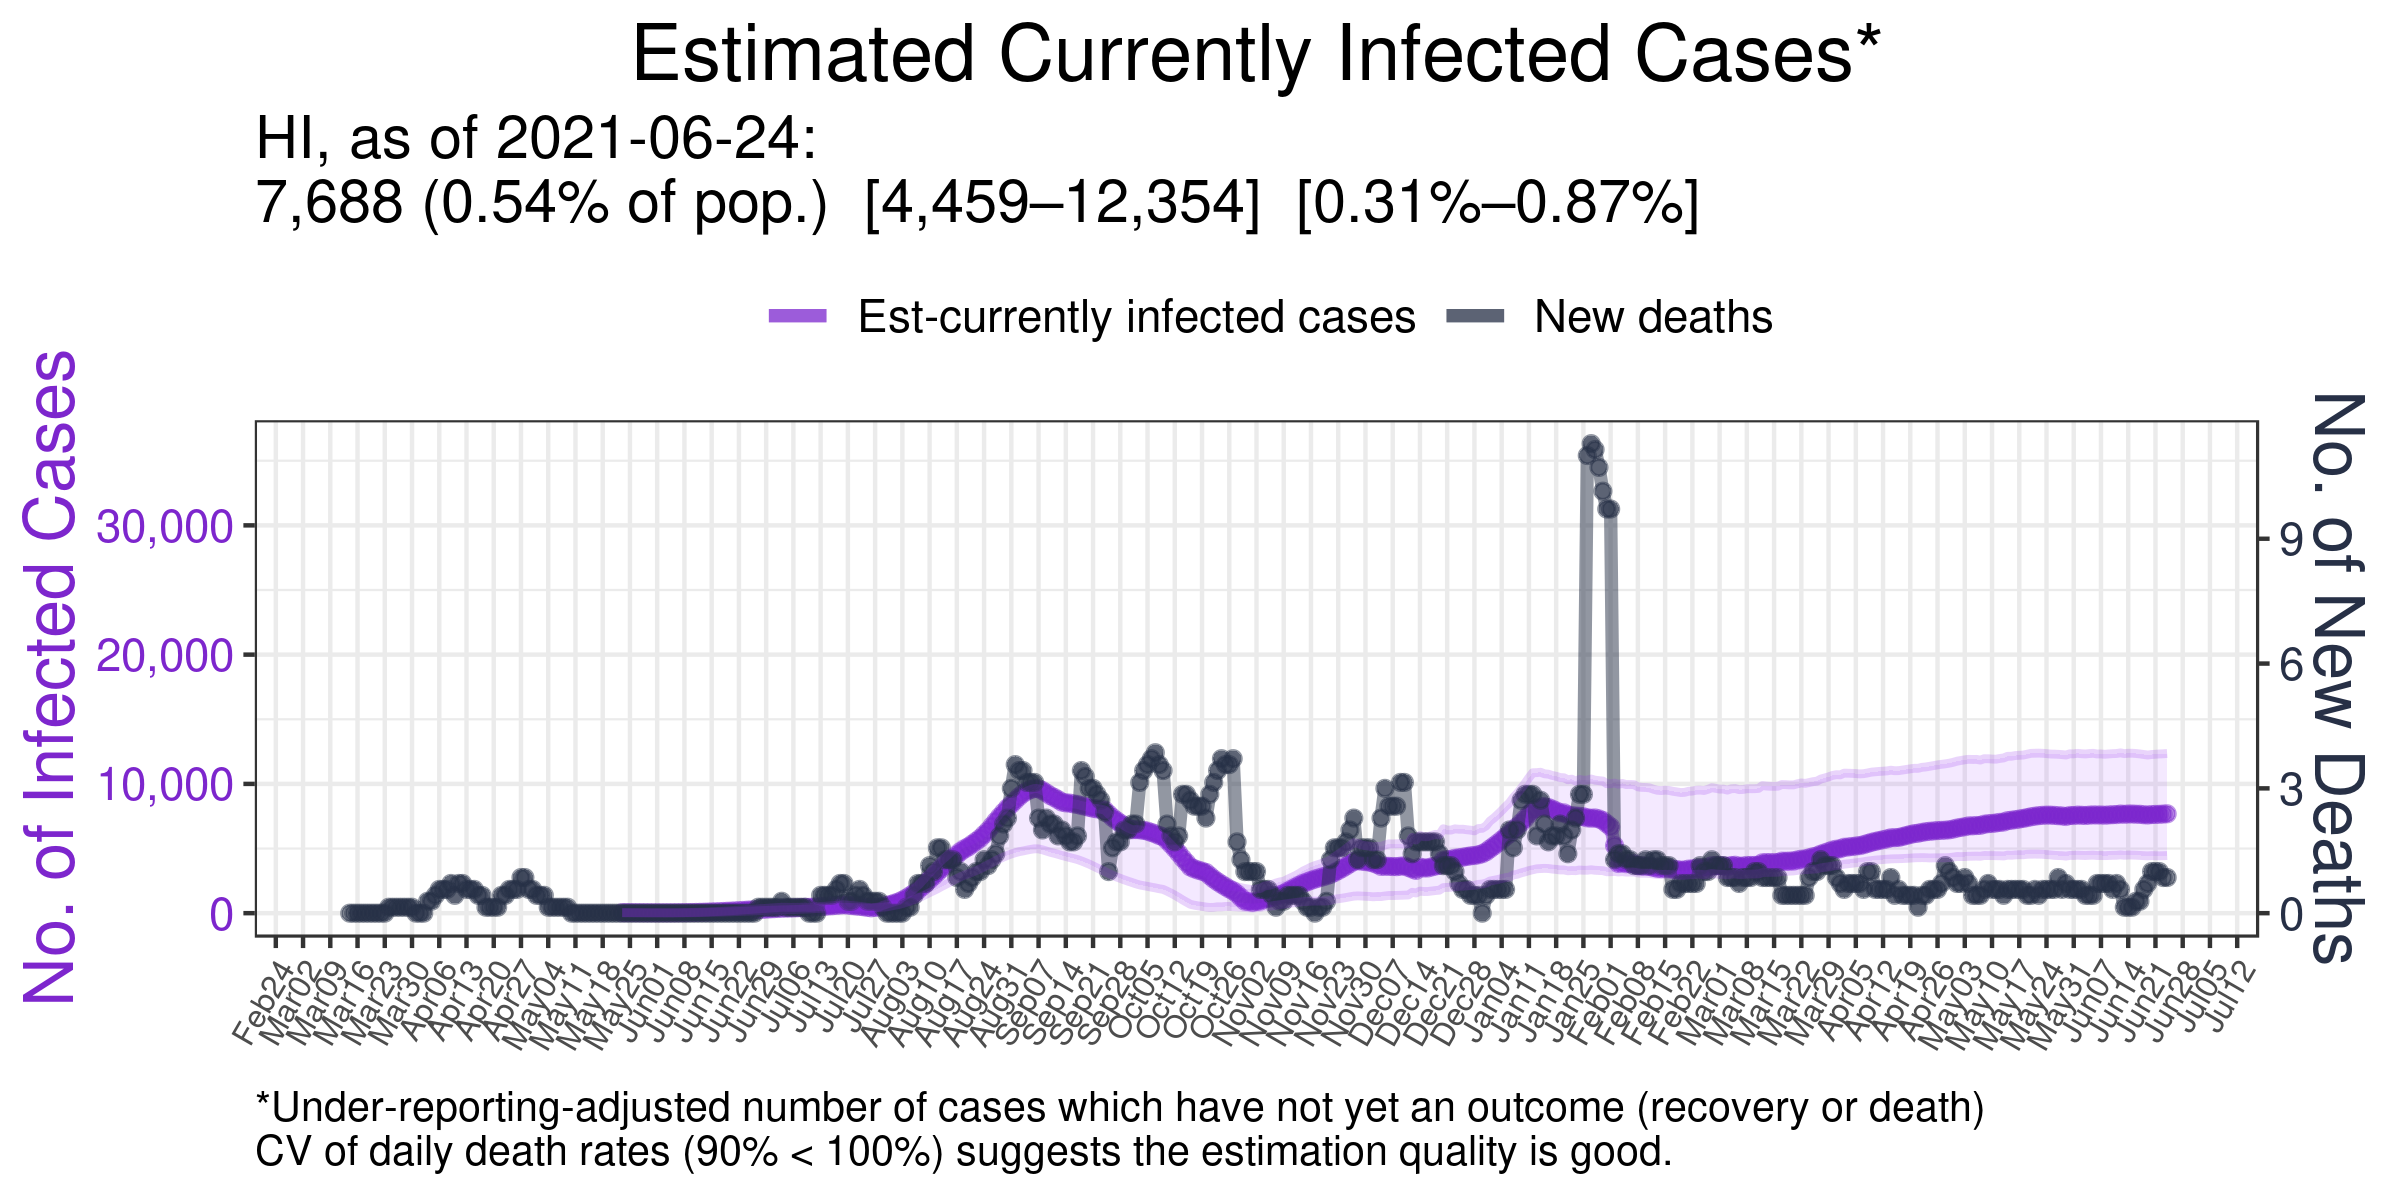 Estimated Currently Infected Cases*
HI, as of 2021-06-24:
7,688 (0.54% of pop.) [4,459–12,354] [0.31%–0.87%]
Est-currently infected cases New deaths
No. of Infected Cases
30,000
20,000
10,000
0
No. of New Deaths
9
6
3
0
Feb24 Mar02 Mar09 Mar16 Mar23 Mar30 Apr06 Apr13 Apr20 Apr27 May04 May11 May18 May25 Jun01 Jun08 Jun15 Jun22 Jun29 Jul06 Jul13 Jul20 Jul27 Aug03 Aug10 Aug17 Aug24 Aug31 Sep07 Sep14 Sep21 Sep28 Oct05 Oct12 Oct19 Oct26 Nov02 Nov09 Nov16 Nov23 Nov30 Dec07 Dec14 Dec21 Dec28 Jan04 Jan11 Jan18 Jan25 Feb01 Feb08 Feb15 Feb22 Mar01 Mar08 Mar15 Mar22 Mar29 Apr05 Apr12 Apr19 Apr26 May03 May10 May17 May24 May31 Jun07 Jun14 Jun21 Jun28 Jul05 Jul12
*Under-reporting-adjusted number of cases which have not yet an outcome (recovery or death)
CV of daily death rates (90% < 100%) suggests the estimation quality is good.